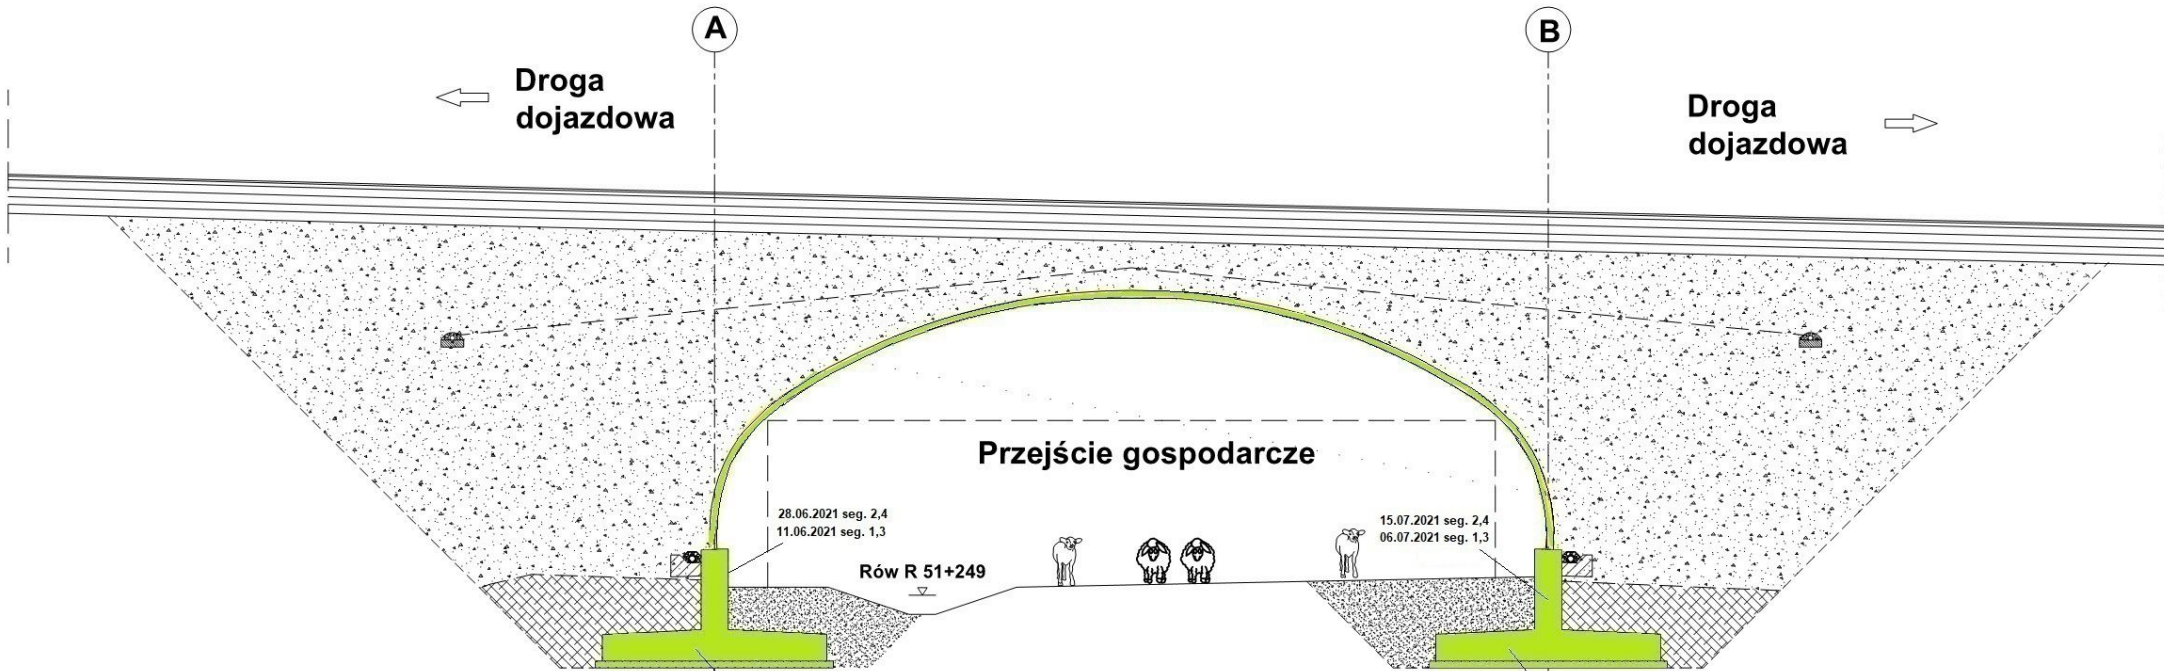 A
B
Droga
dojazdowa
Droga
dojazdowa
Przejście gospodarcze
28.06.2021 seg. 2,4
11.06.2021 seg. 1,3
15.07.2021 seg. 2,4
06.07.2021 seg. 1,3
Rów R 51+249